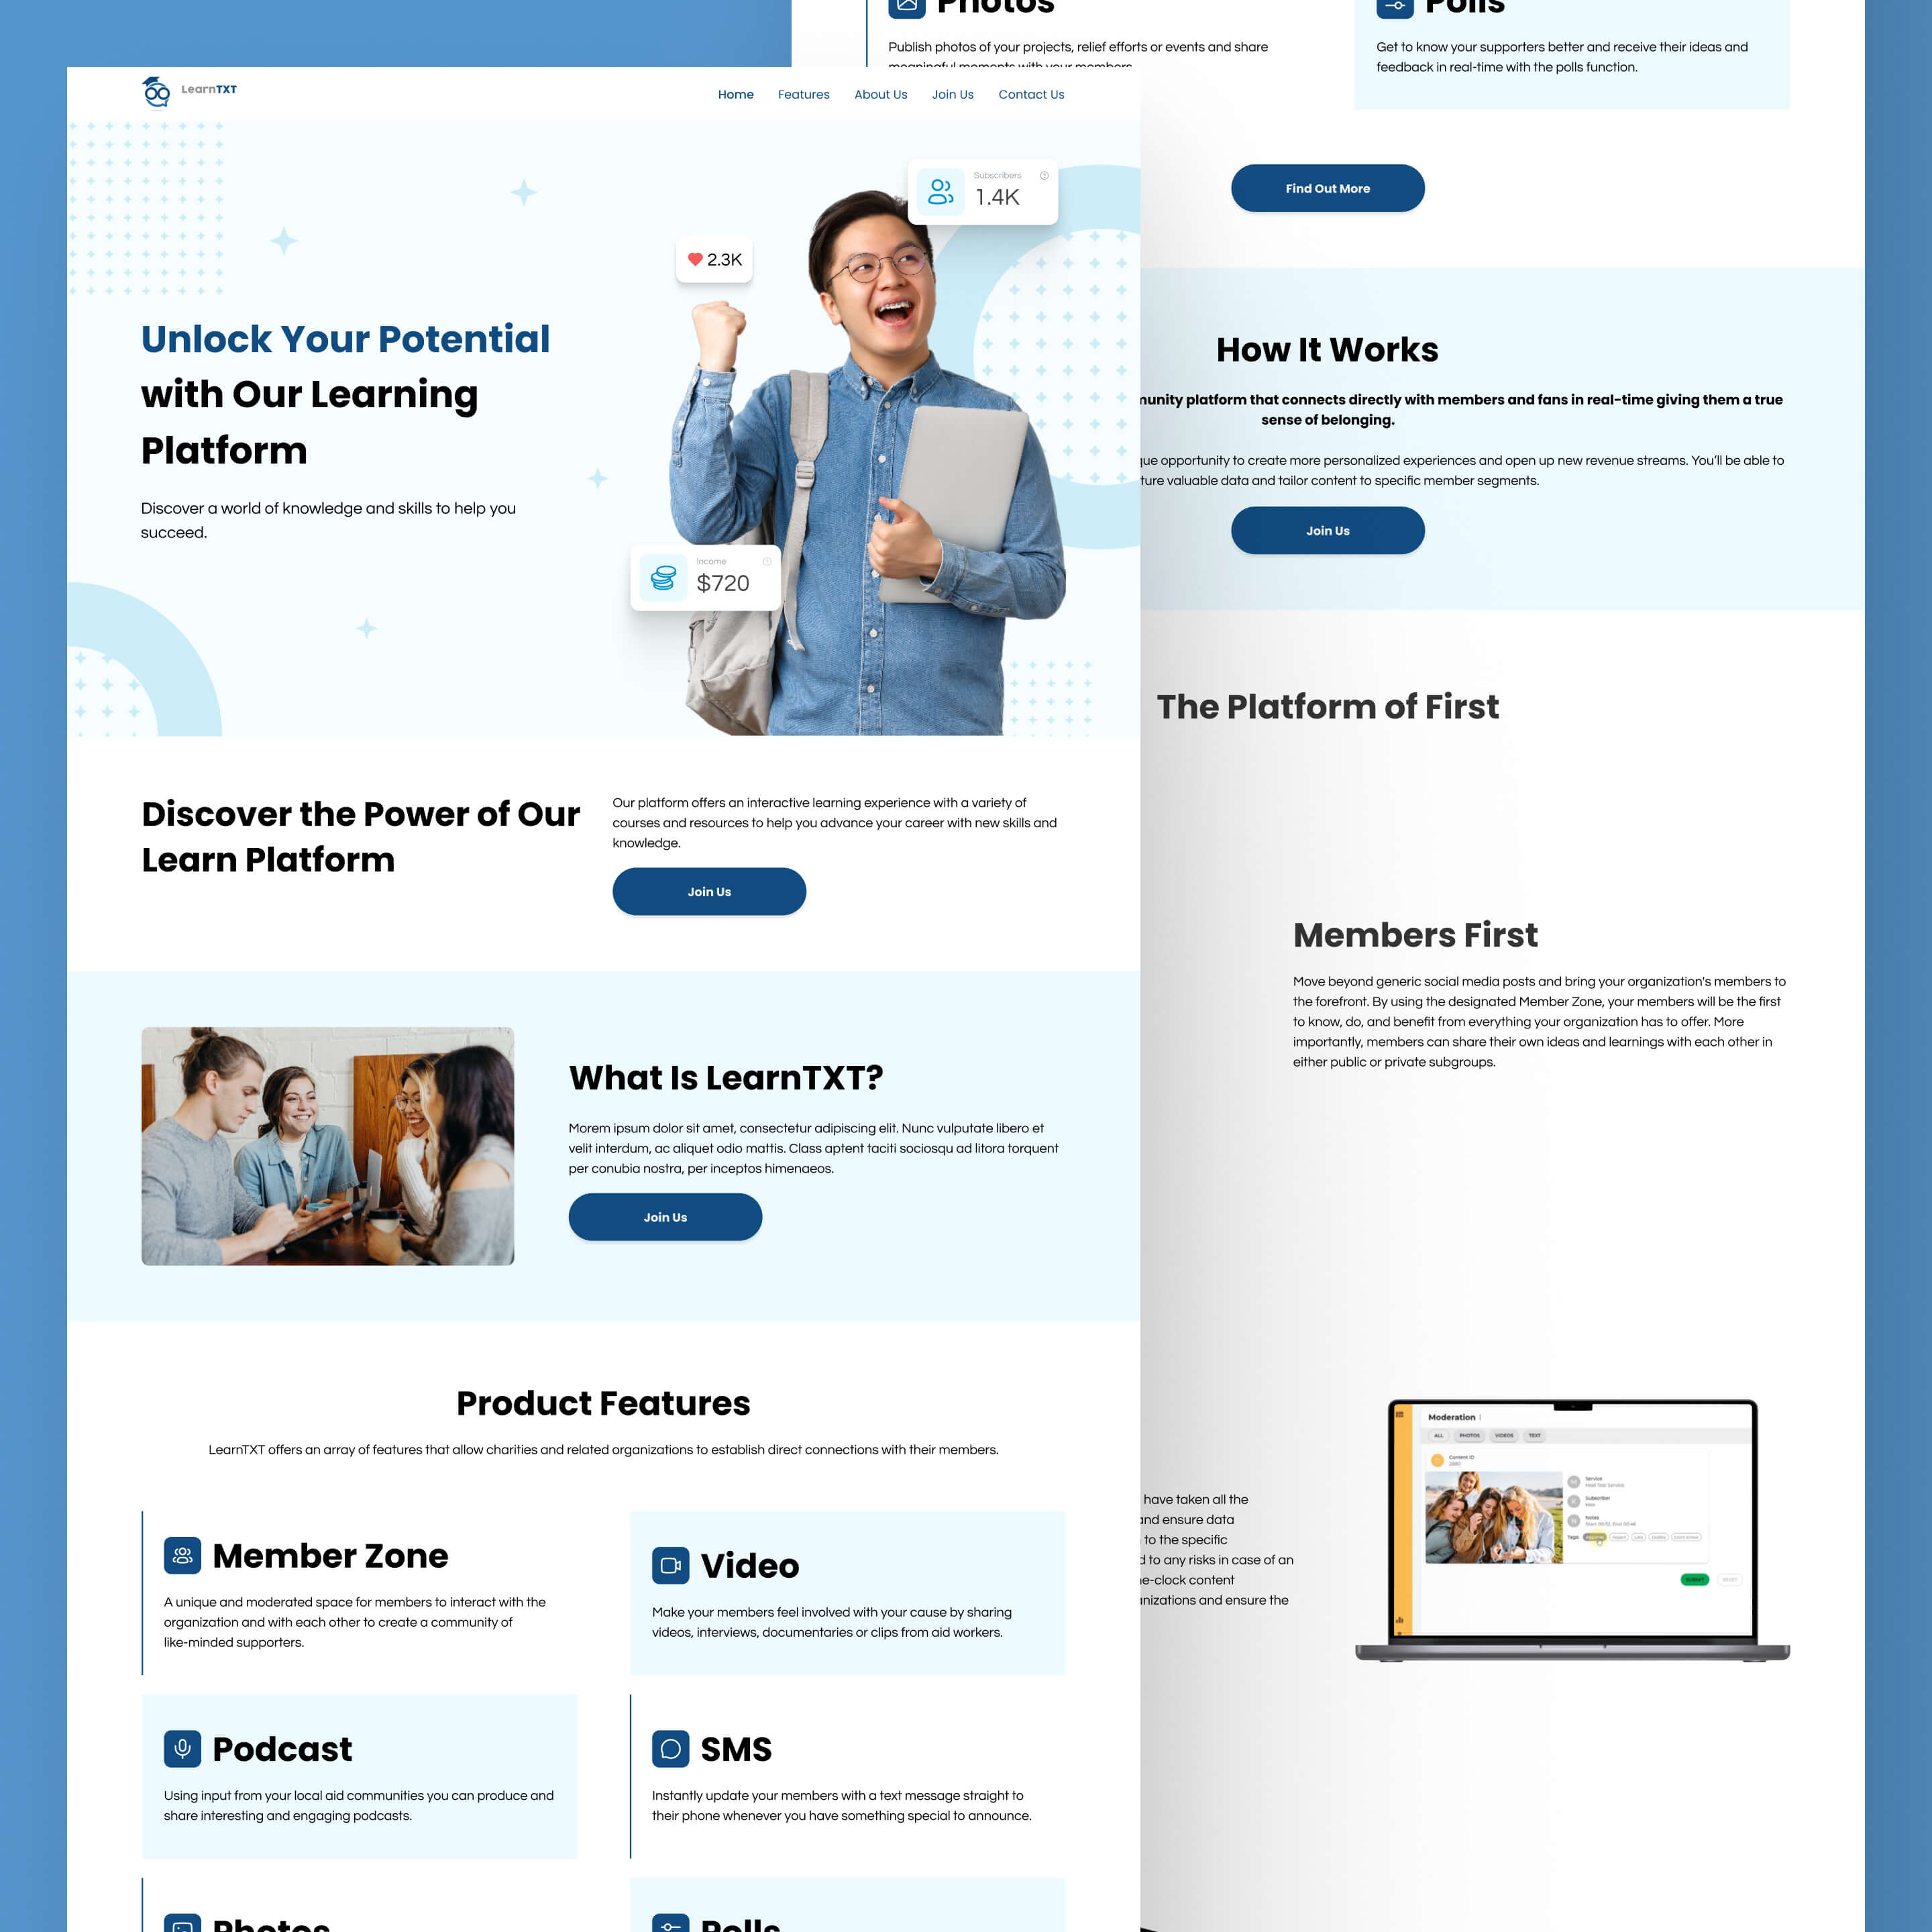 LearnTXT
Home Features About Us Join Us Contact Us
Subscribers
1.4K
2.3K
Unlock Your Potential
with Our Learning
Platform
Discover a world of knowledge and skills to help you
succeed.
Income
$720
Discover the Power of Our
Learn Platform
Our platform offers an interactive learning experience with a variety of
courses and resources to help you advance your career with new skills and
knowledge.
Join Us
What Is LearnTXT?
Morem ipsum dolor sit amet, consectetur adipiscing elit. Nunc vulputate libero et
velit interdum, ac aliquet odio mattis. Class aptent taciti sociosqu ad litora torquent
per conubia nostra, per inceptos himenaeos.
Join Us
Product Features
LearnTXT offers an array of features that allow charities and related organizations to establish direct connections with their members.
Member Zone
A unique and moderated space for members to interact with the
organization and with each other to create a community of
like-minded supporters.
Video
Make your members feel involved with your cause by sharing
videos, interviews, documentaries or clips from aid workers.
Podcast
Using input from your local aid communities you can produce and
share interesting and engaging podcasts.
SMS
Instantly update your members with a text message straight to
their phone whenever you have something special to announce.
Photos
Polls
Photos
Publish photos of your projects, relief efforts or events and share
meaningful moments with your members
Polls
Get to know your supporters better and receive their ideas and
feedback in real-time with the polls function.
Find Out More
How It Works
platform that connects directly with members and fans in real-time giving them a true
sense of belonging.
opportunity to create more personalized experiences and open up new revenue streams. You'll be able to
valuable data and tailor content to specific member segments.
Join Us
The Platform of First
Members First
Move beyond generic social media posts and bring your organization's members to
the forefront. By using the designated Member Zone, your members will be the first
to know, do, and benefit from everything your organization has to offer. More
importantly, members can share their own ideas and learnings with each other in
either public or private subgroups.
have taken all the
and ensure data
to the specific
to any risks in case of an
content
and ensure the
Moderation
ALL PHOTOS VIDEOS TEXT
Content ID
Service
Subscriber
Notes
Tags
SUBMIT